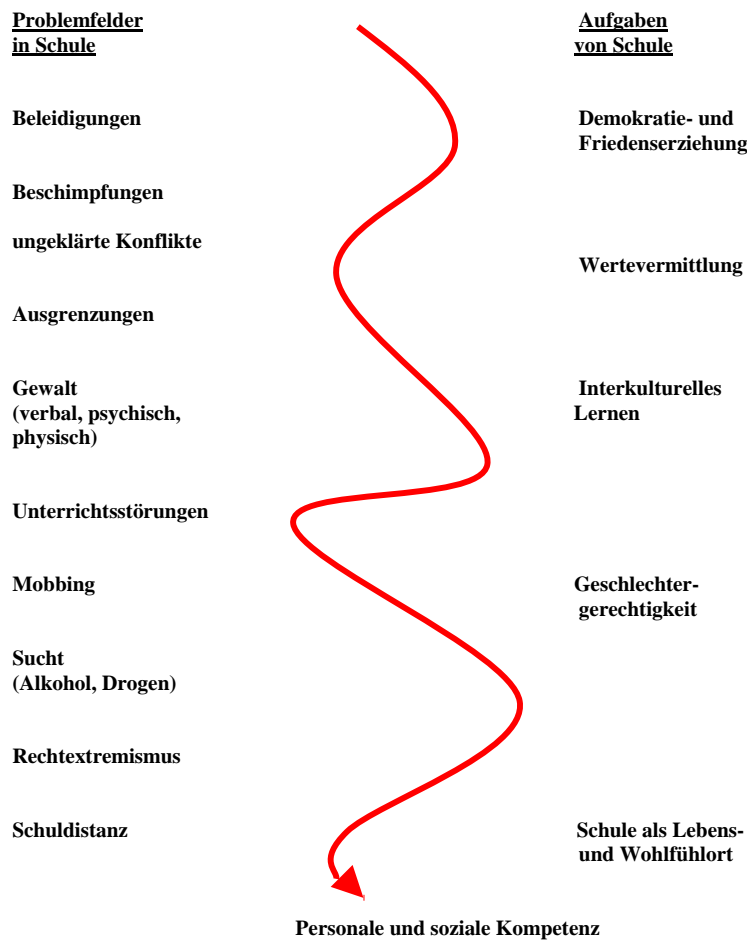 Problemfelder
in Schule
Beleidigungen
Beschimpfungen
ungeklärte Konflikte
Ausgrenzungen
Gewalt
(verbal, psychisch,
physisch)
Unterrichtsstörungen
Mobbing
Sucht
(Alkohol, Drogen)
Rechtextremismus
Schuldistanz
Aufgaben
von Schule
Demokratie- und
Friedenserziehung
Wertevermittlung
Interkulturelles
Lernen
Geschlechter-
gerechtigkeit
Schule als Lebens-
und Wohlfühlort
Personale und soziale Kompetenz